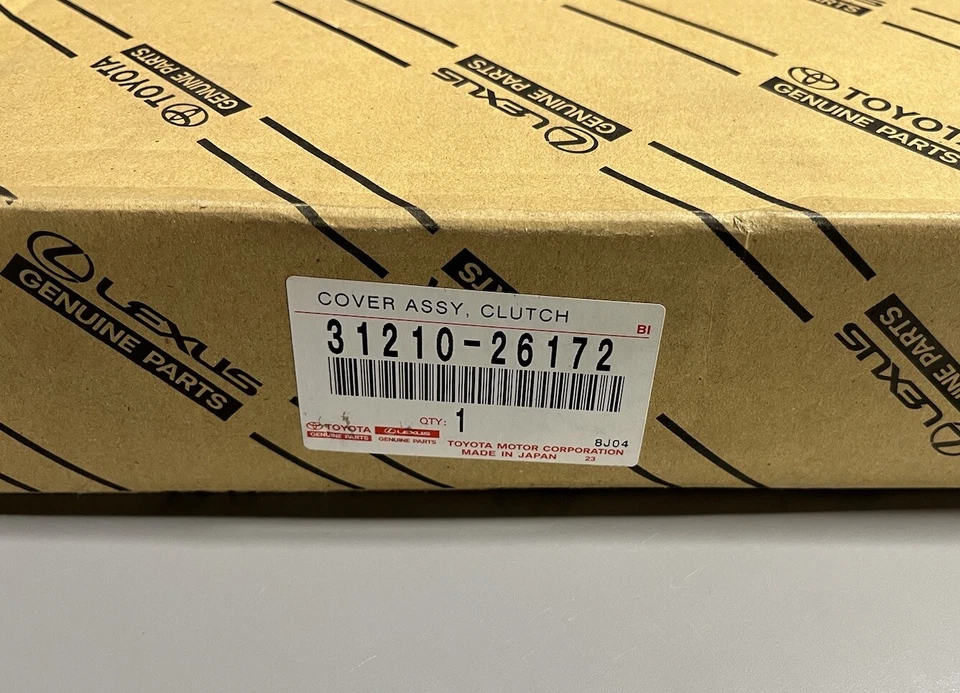 TOYOTA
GENUINE PARTS
LEXUS
GENUINE PARTS
TOYOTA
GENUINE PARTS
LEXUS
GENUINE PARTS
PARTS
LEXUS
PARTS
COVER ASSY, CLUTCH
BI
31210-26172
QTY: 1
8J04
TOYOTA
GENUINE PARTS
LEXUS
GENUINE PARTS
TOYOTA MOTOR CORPORATION
MADE IN JAPAN 23